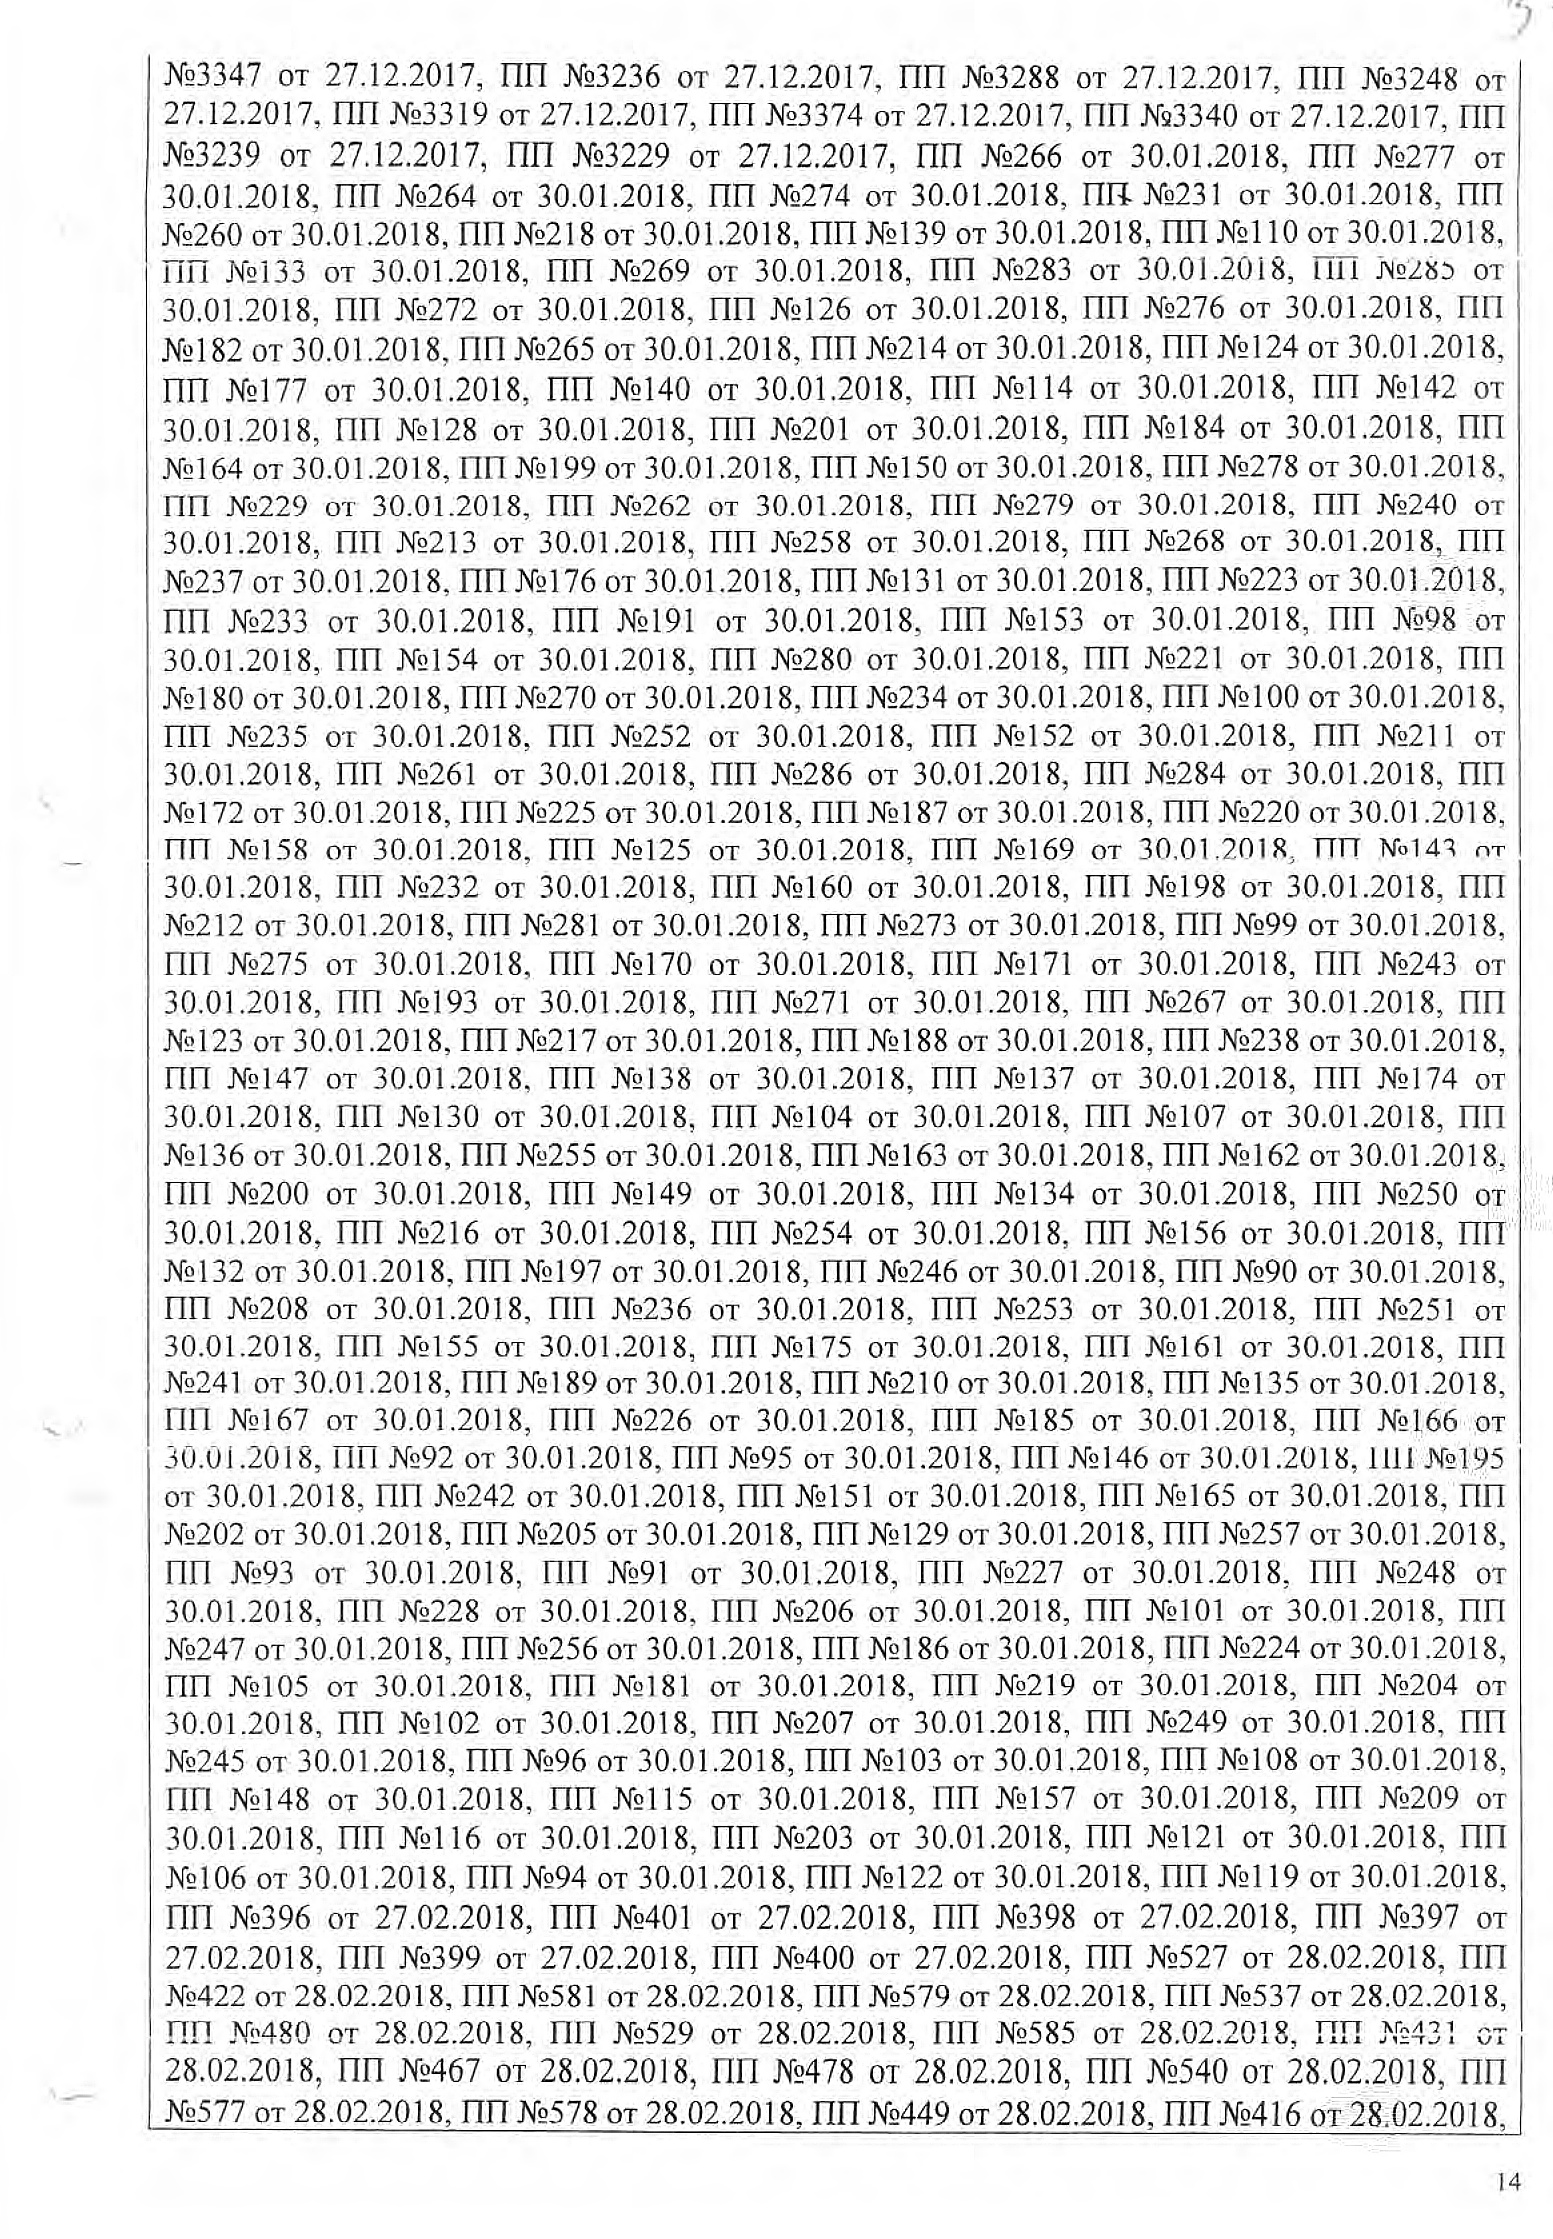 №3347 от 27.12.2017, ПП №3236 от 27.12.2017, ПП №3288 от 27.12.2017, ПП №3248 от
27.12.2017, ПП №3319 от 27.12.2017, ПП №3374 от 27.12.2017, ПП №3340 от 27.12.2017, ПП
№3239 от 27.12.2017, ПП №3229 от 27.12.2017, ПП №266 от 30.01.2018, ПП №277 от
30.01.2018, ПП №264 от 30.01.2018, ПП №274 от 30.01.2018, ПП №231 от 30.01.2018, ПП
№260 от 30.01.2018, ПП №218 от 30.01.2018, ПП №139 от 30.01.2018, ПП №110 от 30.01.2018,
ПП №133 от 30.01.2018, ПП №269 от 30.01.2018, ПП №283 от 30.01.2018, ПП №285 от
30.01.2018, ПП №272 от 30.01.2018, ПП №126 от 30.01.2018, ПП №276 от 30.01.2018, ПП
№182 от 30.01.2018, ПП №265 от 30.01.2018, ПП №214 от 30.01.2018, ПП №124 от 30.01.2018,
ПП №177 от 30.01.2018, ПП №140 от 30.01.2018, ПП №114 от 30.01.2018, ПП №142 от
30.01.2018, ПП №128 от 30.01.2018, ПП №201 от 30.01.2018, ПП №184 от 30.01.2018, ПП
№164 от 30.01.2018, ПП №199 от 30.01.2018, ПП №150 от 30.01.2018, ПП №278 от 30.01.2018,
ПП №229 от 30.01.2018, ПП №262 от 30.01.2018, ПП №279 от 30.01.2018, ПП №240 от
30.01.2018, ПП №213 от 30.01.2018, ПП №258 от 30.01.2018, ПП №268 от 30.01.2018, ПП
№237 от 30.01.2018, ПП №176 от 30.01.2018, ПП №131 от 30.01.2018, ПП №223 от 30.01.2018,
ПП №233 от 30.01.2018, ПП №191 от 30.01.2018, ПП №153 от 30.01.2018, ПП №98 от
30.01.2018, ПП №154 от 30.01.2018, ПП №280 от 30.01.2018, ПП №221 от 30.01.2018, ПП
№180 от 30.01.2018, ПП №270 от 30.01.2018, ПП №234 от 30.01.2018, ПП №100 от 30.01.2018,
ПП №235 от 30.01.2018, ПП №252 от 30.01.2018, ПП №152 от 30.01.2018, ПП №211 от
30.01.2018, ПП №261 от 30.01.2018, ПП №286 от 30.01.2018, ПП №284 от 30.01.2018, ПП
№172 от 30.01.2018, ПП №225 от 30.01.2018, ПП №187 от 30.01.2018, ПП №220 от 30.01.2018,
ПП №158 от 30.01.2018, ПП №125 от 30.01.2018, ПП №169 от 30.01.2018, ПП №143 от
30.01.2018, ПП №232 от 30.01.2018, ПП №160 от 30.01.2018, ПП №198 от 30.01.2018, ПП
№212 от 30.01.2018, ПП №281 от 30.01.2018, ПП №273 от 30.01.2018, ПП №99 от 30.01.2018,
ПП №275 от 30.01.2018, ПП №170 от 30.01.2018, ПП №171 от 30.01.2018, ПП №243 от
30.01.2018, ПП №193 от 30.01.2018, ПП №271 от 30.01.2018, ПП №267 от 30.01.2018, ПП
№123 от 30.01.2018, ПП №217 от 30.01.2018, ПП №188 от 30.01.2018, ПП №238 от 30.01.2018,
ПП №147 от 30.01.2018, ПП №138 от 30.01.2018, ПП №137 от 30.01.2018, ПП №174 от
30.01.2018, ПП №130 от 30.01.2018, ПП №104 от 30.01.2018, ПП №107 от 30.01.2018, ПП
№136 от 30.01.2018, ПП №255 от 30.01.2018, ПП №163 от 30.01.2018, ПП №162 от 30.01.2018,
ПП №200 от 30.01.2018, ПП №149 от 30.01.2018, ПП №134 от 30.01.2018, ПП №250 от
30.01.2018, ПП №216 от 30.01.2018, ПП №254 от 30.01.2018, ПП №156 от 30.01.2018, ПП
№132 от 30.01.2018, ПП №197 от 30.01.2018, ПП №246 от 30.01.2018, ПП №90 от 30.01.2018,
ПП №208 от 30.01.2018, ПП №236 от 30.01.2018, ПП №253 от 30.01.2018, ПП №251 от
30.01.2018, ПП №155 от 30.01.2018, ПП №175 от 30.01.2018, ПП №161 от 30.01.2018, ПП
№241 от 30.01.2018, ПП №189 от 30.01.2018, ПП №210 от 30.01.2018, ПП №135 от 30.01.2018,
ПП №167 от 30.01.2018, ПП №226 от 30.01.2018, ПП №185 от 30.01.2018, ПП №166 от
30.01.2018, ПП №92 от 30.01.2018, ПП №95 от 30.01.2018, ПП №146 от 30.01.2018, ПП №195
от 30.01.2018, ПП №242 от 30.01.2018, ПП №151 от 30.01.2018, ПП №165 от 30.01.2018, ПП
№202 от 30.01.2018, ПП №205 от 30.01.2018, ПП №129 от 30.01.2018, ПП №257 от 30.01.2018,
ПП №93 от 30.01.2018, ПП №91 от 30.01.2018, ПП №227 от 30.01.2018, ПП №248 от
30.01.2018, ПП №228 от 30.01.2018, ПП №206 от 30.01.2018, ПП №101 от 30.01.2018, ПП
№247 от 30.01.2018, ПП №256 от 30.01.2018, ПП №186 от 30.01.2018, ПП №224 от 30.01.2018,
ПП №105 от 30.01.2018, ПП №181 от 30.01.2018, ПП №219 от 30.01.2018, ПП №204 от
30.01.2018, ПП №102 от 30.01.2018, ПП №207 от 30.01.2018, ПП №249 от 30.01.2018, ПП
№245 от 30.01.2018, ПП №96 от 30.01.2018, ПП №103 от 30.01.2018, ПП №108 от 30.01.2018,
ПП №148 от 30.01.2018, ПП №115 от 30.01.2018, ПП №157 от 30.01.2018, ПП №209 от
30.01.2018, ПП №116 от 30.01.2018, ПП №203 от 30.01.2018, ПП №121 от 30.01.2018, ПП
№106 от 30.01.2018, ПП №94 от 30.01.2018, ПП №122 от 30.01.2018, ПП №119 от 30.01.2018,
ПП №396 от 27.02.2018, ПП №401 от 27.02.2018, ПП №398 от 27.02.2018, ПП №397 от
27.02.2018, ПП №399 от 27.02.2018, ПП №400 от 27.02.2018, ПП №527 от 28.02.2018, ПП
№422 от 28.02.2018, ПП №581 от 28.02.2018, ПП №579 от 28.02.2018, ПП №537 от 28.02.2018,
ПП №480 от 28.02.2018, ПП №529 от 28.02.2018, ПП №585 от 28.02.2018, ПП №431 от
28.02.2018, ПП №467 от 28.02.2018, ПП №478 от 28.02.2018, ПП №540 от 28.02.2018, ПП
№577 от 28.02.2018, ПП №578 от 28.02.2018, ПП №449 от 28.02.2018, ПП №416 от 28.02.2018,
14